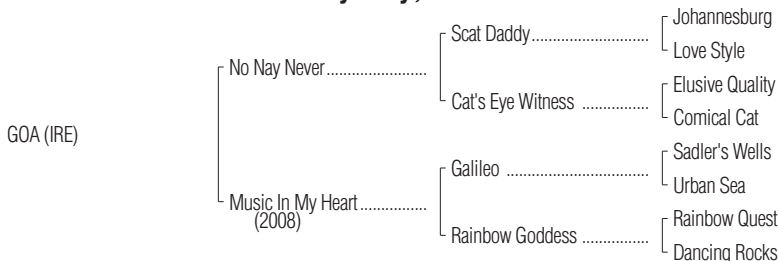 Johannesburg
Scat Daddy
Love Style
No Nay Never
Elusive Quality
Cat's Eye Witness
Comical Cat
GOA (IRE)
Sadler's Wells
Galileo
Urban Sea
Music In My Heart
(2008)
Rainbow Quest
Rainbow Goddess
Dancing Rocks